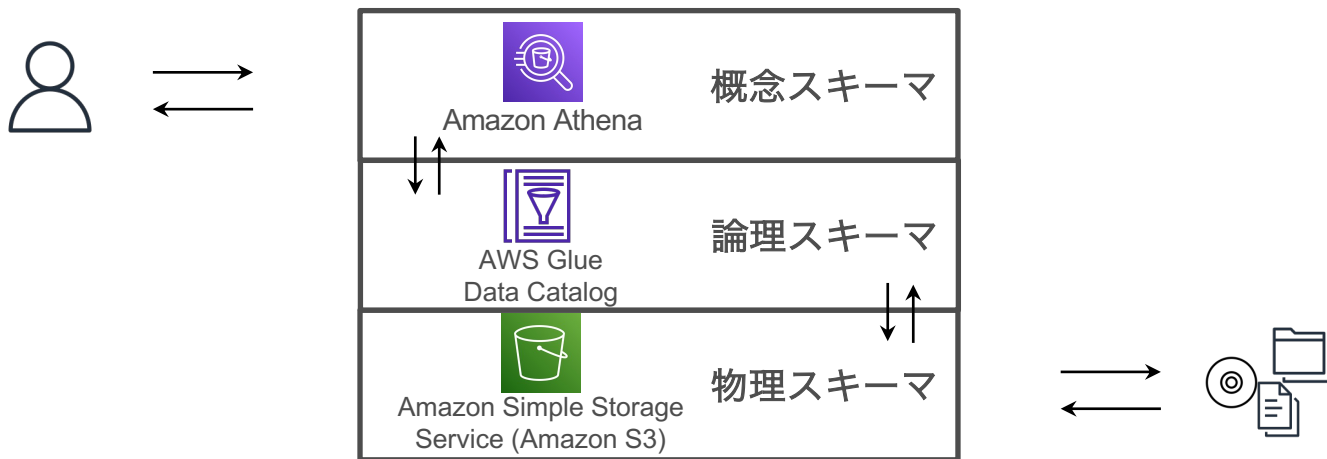 概念スキーマ
Amazon Athena
論理スキーマ
AWS Glue
Data Catalog
物理スキーマ
Amazon Simple Storage
Service (Amazon S3)